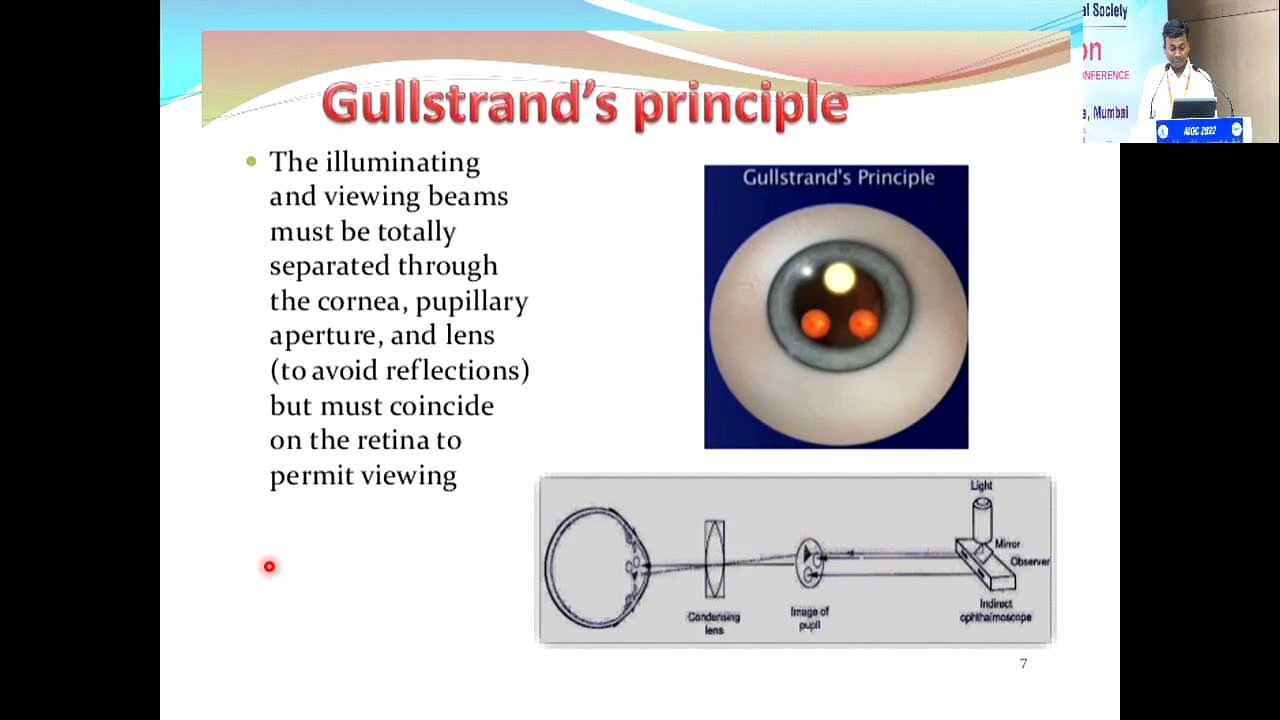 Gullstrand's principle
The illuminating
and viewing beams
must be totally
separated through
the cornea, pupillary
aperture, and lens
(to avoid reflections)
but must coincide
on the retina to
permit viewing
Gullstrand's Principle
Light
Mirror
Observer
Condensing
lens
Image of
pupil
Indirect
ophthalmoscope
7
al Society
on
ONFERENCE
a, Mumbai
AIGC 2022